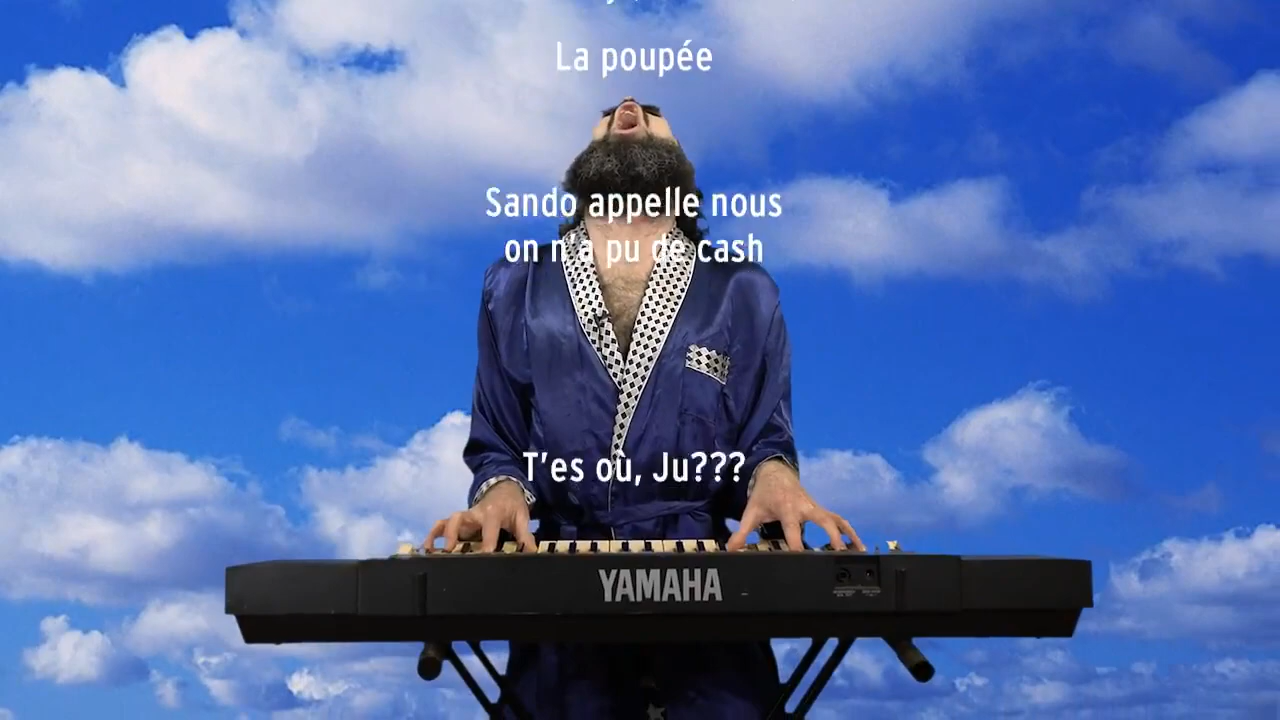 La poupée
Sando appelle nous
on n'a pu de cash
T'es où, Ju???
YAMAHA